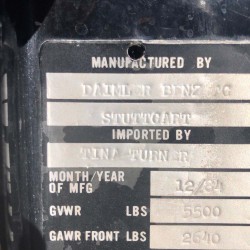 MANUFACTURED BY
DAIMLER BENZ AG
STUTTGART
IMPORTED BY
TINA TURNER
MONTH/YEAR
OF MFG 12/84
GVWR LBS 5500
GAWR FRONT LBS 2640